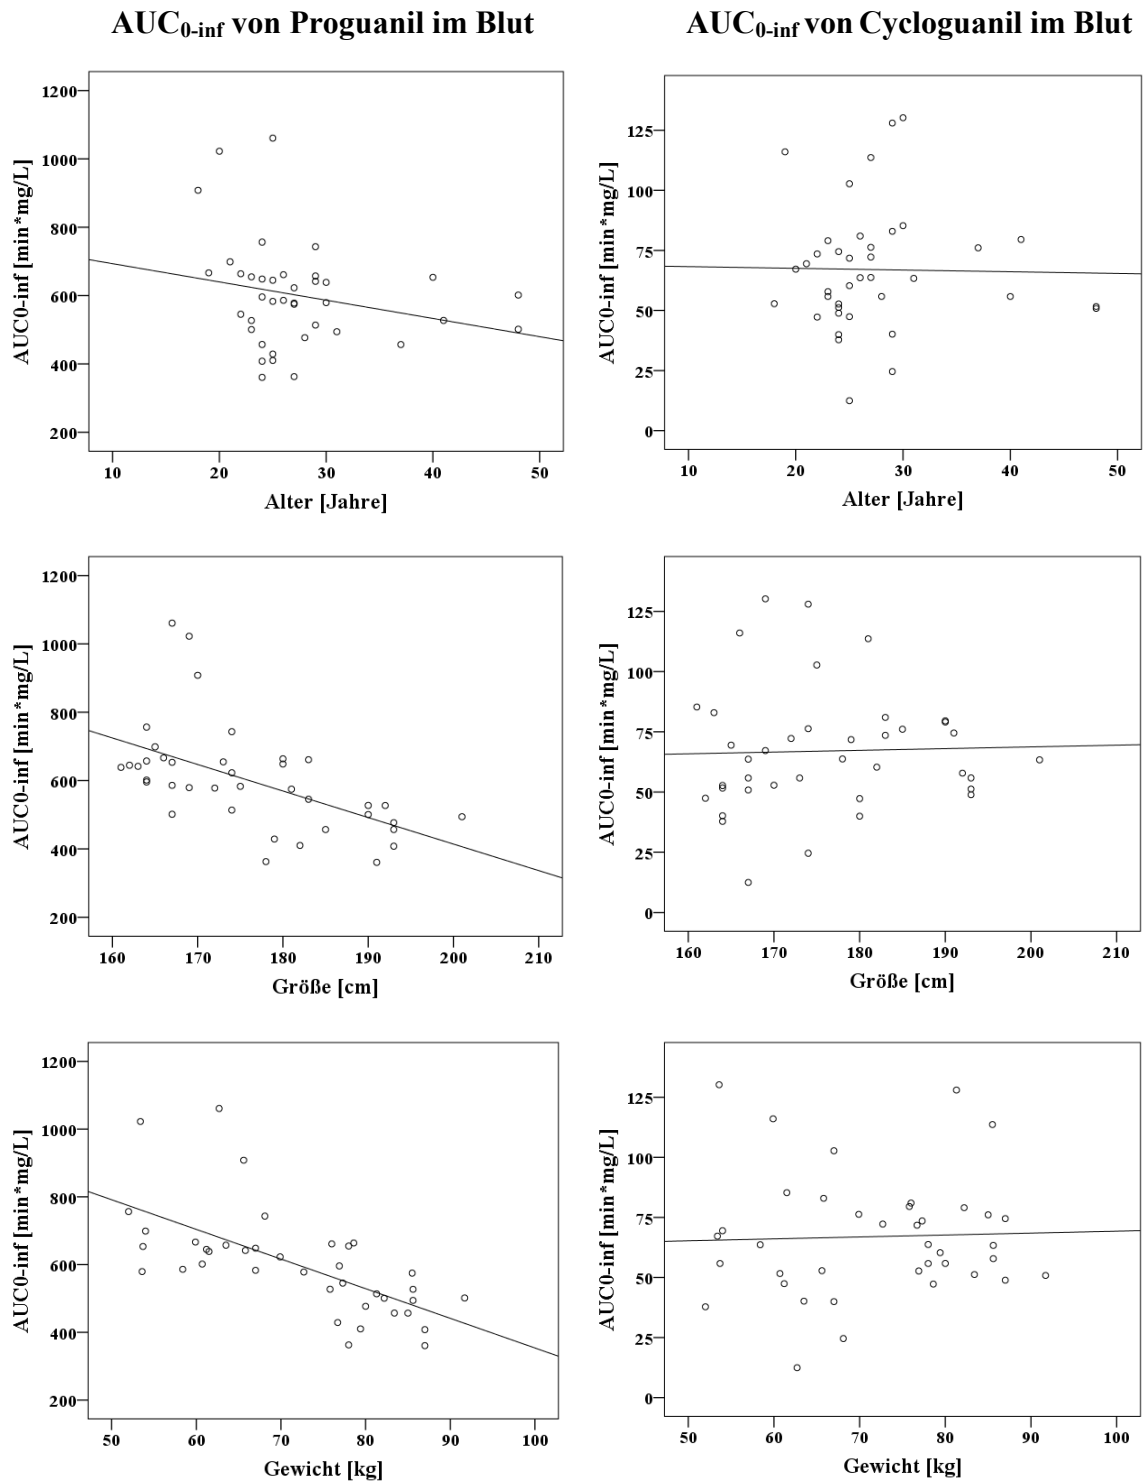 AUC0-inf von Proguanil im Blut
AUC0-inf von Cycloguanil im Blut
AUC0-inf [min*mg/L]
1200
1000
800
600
400
200
10 20 30 40 50
Alter [Jahre]
AUC0-inf [min*mg/L]
125
100
75
50
25
0
10 20 30 40 50
Alter [Jahre]
AUC0-inf [min*mg/L]
1200
1000
800
600
400
200
160 170 180 190 200 210
Größe [cm]
AUC0-inf [min*mg/L]
125
100
75
50
25
0
160 170 180 190 200 210
Größe [cm]
AUC0-inf [min*mg/L]
1200
1000
800
600
400
200
50 60 70 80 90 100
Gewicht [kg]
AUC0-inf [min*mg/L]
125
100
75
50
25
0
50 60 70 80 90 100
Gewicht [kg]